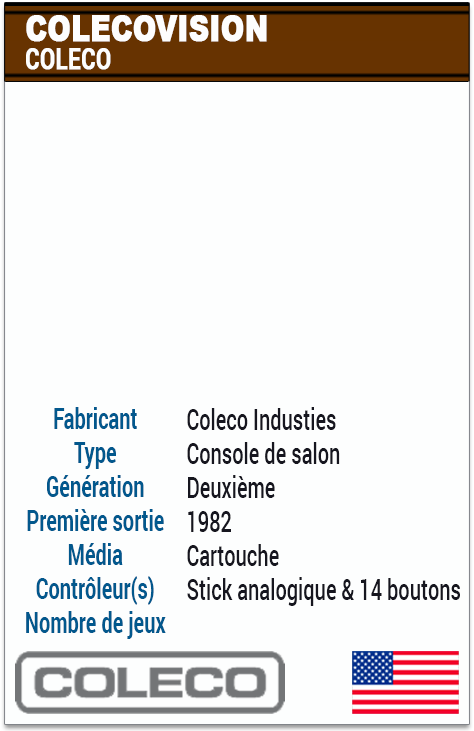 COLECOVISION
COLECO
Fabricant Coleco Industies
Type Console de salon
Génération Deuxième
Première sortie 1982
Média Cartouche
Contrôleur(s) Stick analogique & 14 boutons
Nombre de jeux
COLECO